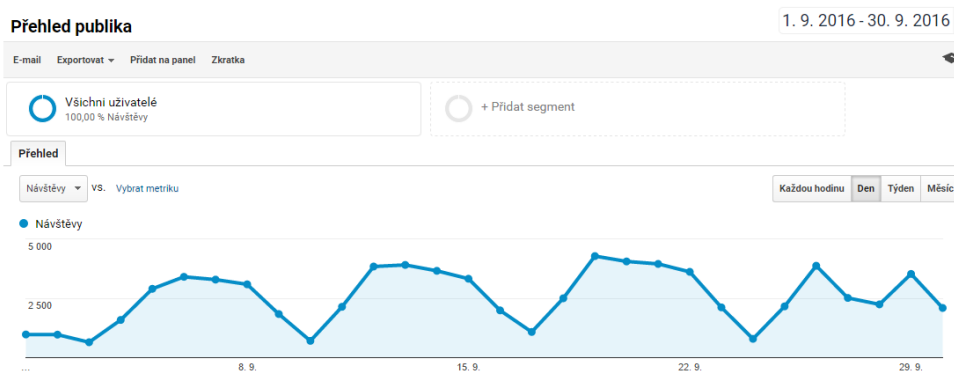 Přehled publika
1. 9. 2016 - 30. 9. 2016
E-mail Exportovat Přidat na panel Zkratka
Všichni uživatelé
100,00 % Návštěvy
+ Přidat segment
Přehled
Návštěvy vs. Vybrat metriku
Každou hodinu Den Týden Měsíc
Návštěvy
5 000
2 500
... 8. 9. 15. 9. 22. 9. 29. 9.